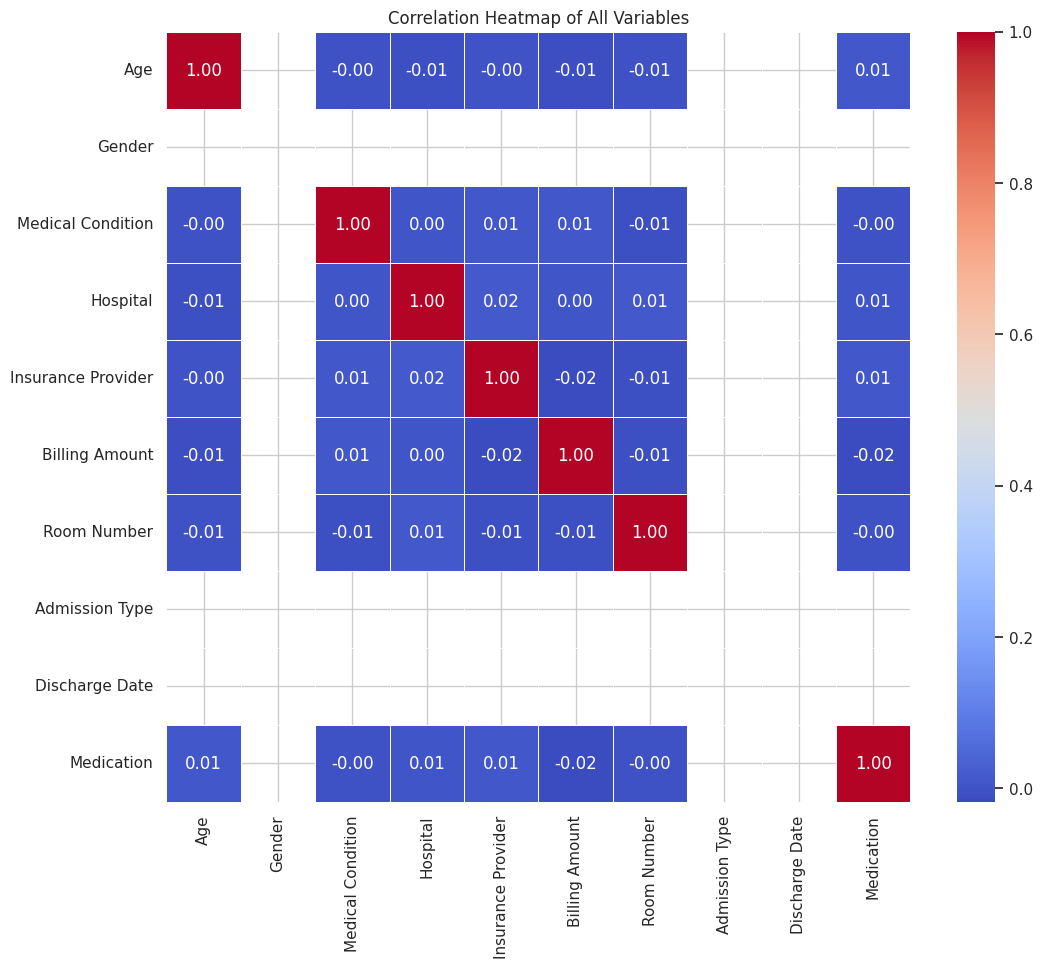 Correlation Heatmap of All Variables
Age
1.00 -0.00 -0.01 -0.00 -0.01 -0.01 0.01
Gender
Medical Condition
-0.00 1.00 0.00 0.01 0.01 -0.01 -0.00
Hospital
-0.01 0.00 1.00 0.02 0.00 0.01 0.01
Insurance Provider
-0.00 0.01 0.02 1.00 -0.02 -0.01 0.01
Billing Amount
-0.01 0.01 0.00 -0.02 1.00 -0.01 -0.02
Room Number
-0.01 -0.01 0.01 -0.01 -0.01 1.00 -0.00
Admission Type
Discharge Date
Medication
0.01 -0.00 0.01 0.01 -0.02 -0.00 1.00
Age
Gender
Medical Condition
Hospital
Insurance Provider
Billing Amount
Room Number
Admission Type
Discharge Date
Medication
1.0
0.8
0.6
0.4
0.2
0.0